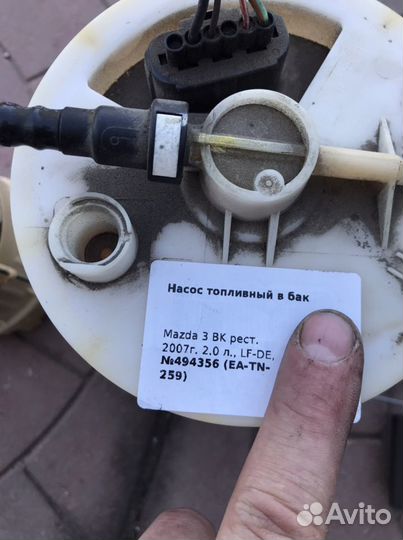 Насос топливный в бак
Mazda 3 BK рест.
2007г. 2.0 л., LF-DE,
№494356 (EA-TN-
259)
Avito